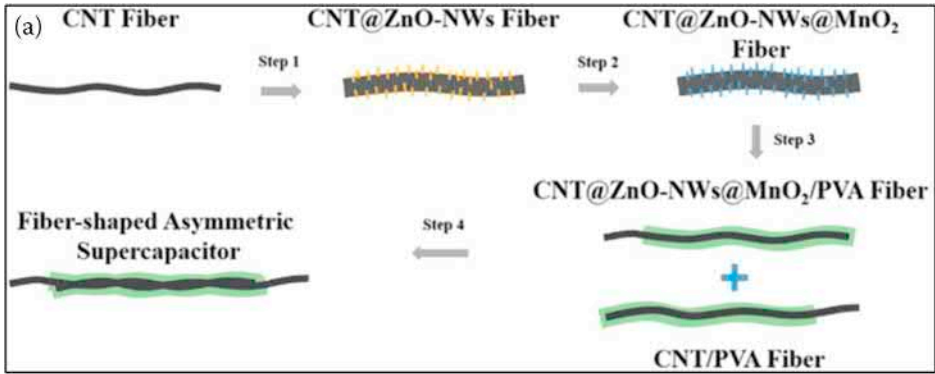 (a)
CNT Fiber
Step 1
CNT@ZnO-NWs Fiber
Step 2
CNT@ZnO-NWs@MnO₂
Fiber
Step 3
CNT@ZnO-NWs@MnO₂/PVA Fiber
CNT/PVA Fiber
Step 4
Fiber-shaped Asymmetric
Supercapacitor